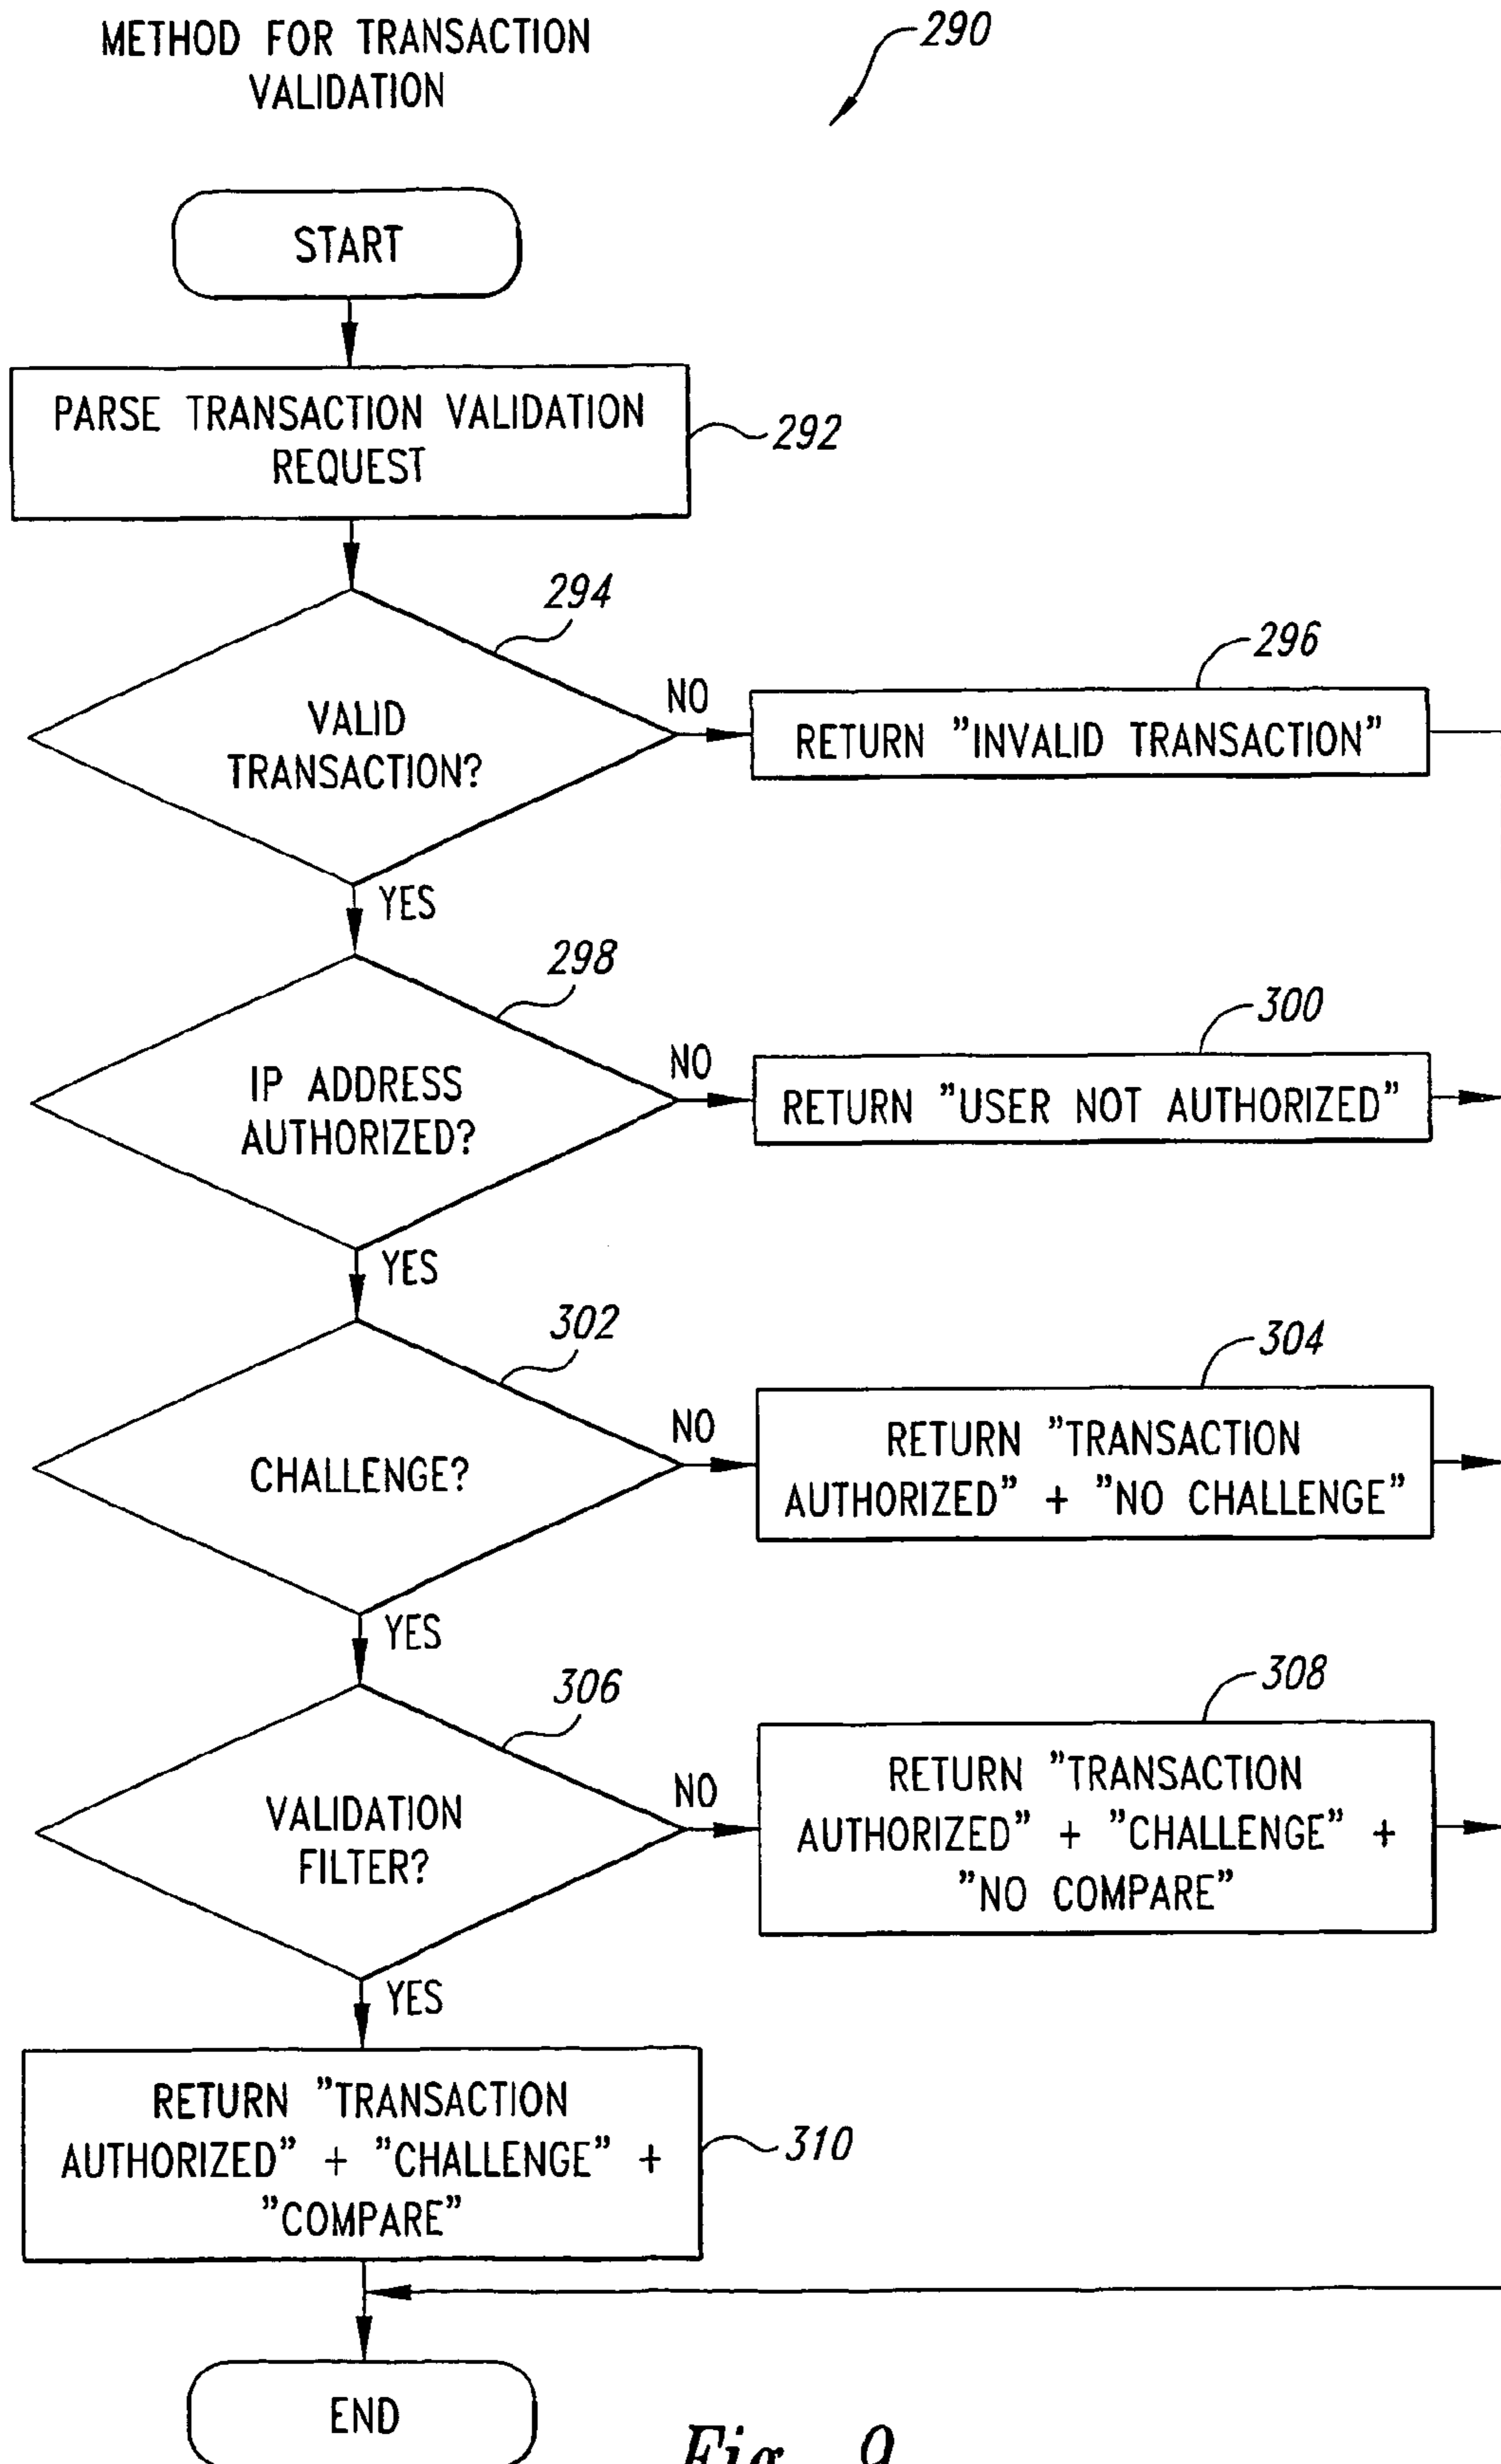 METHOD FOR TRANSACTION
VALIDATION
290
START
PARSE TRANSACTION VALIDATION
REQUEST
292
294
VALID
TRANSACTION?
NO
296
RETURN "INVALID TRANSACTION"
YES
298
IP ADDRESS
AUTHORIZED?
NO
300
RETURN "USER NOT AUTHORIZED"
YES
302
CHALLENGE?
NO
304
RETURN "TRANSACTION
AUTHORIZED" + "NO CHALLENGE"
YES
306
VALIDATION
FILTER?
NO
308
RETURN "TRANSACTION
AUTHORIZED" + "CHALLENGE" +
"NO COMPARE"
YES
RETURN "TRANSACTION
AUTHORIZED" + "CHALLENGE" +
"COMPARE"
310
END
Fig. 9